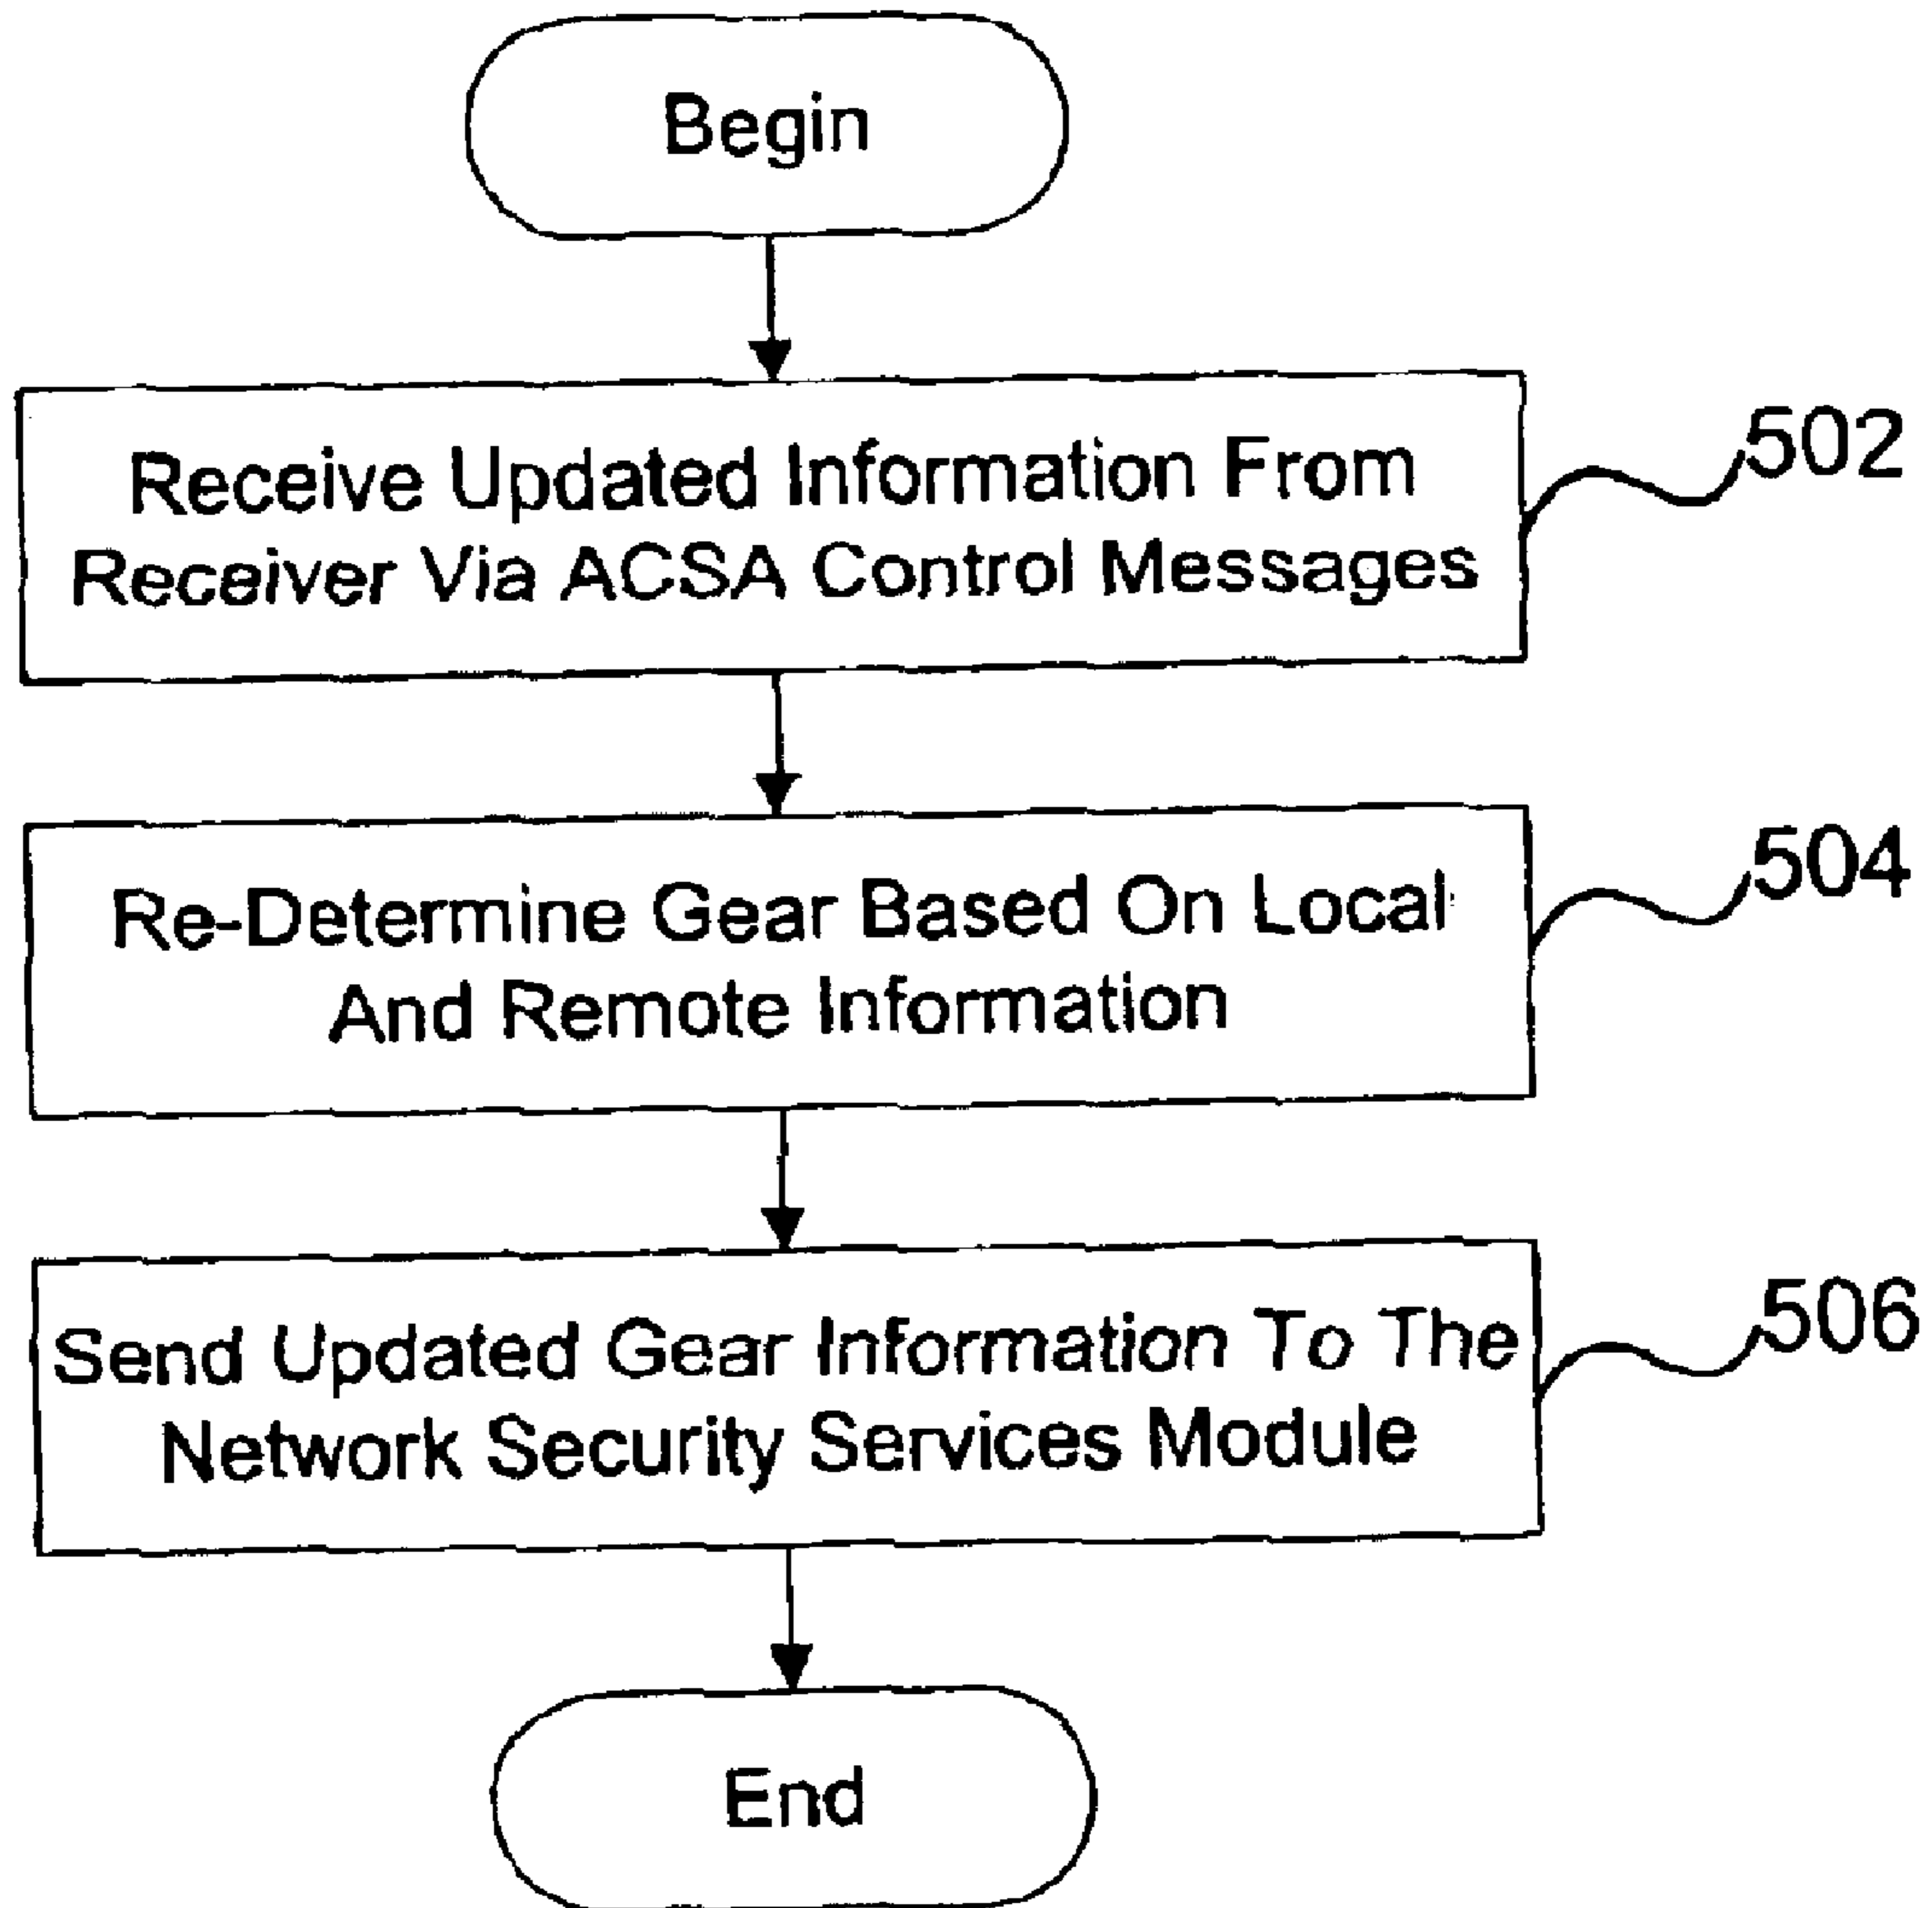 Begin
Receive Updated Information From
Receiver Via ACSA Control Messages
502
Re-Determine Gear Based On Local
And Remote Information
504
Send Updated Gear Information To The
Network Security Services Module
506
End